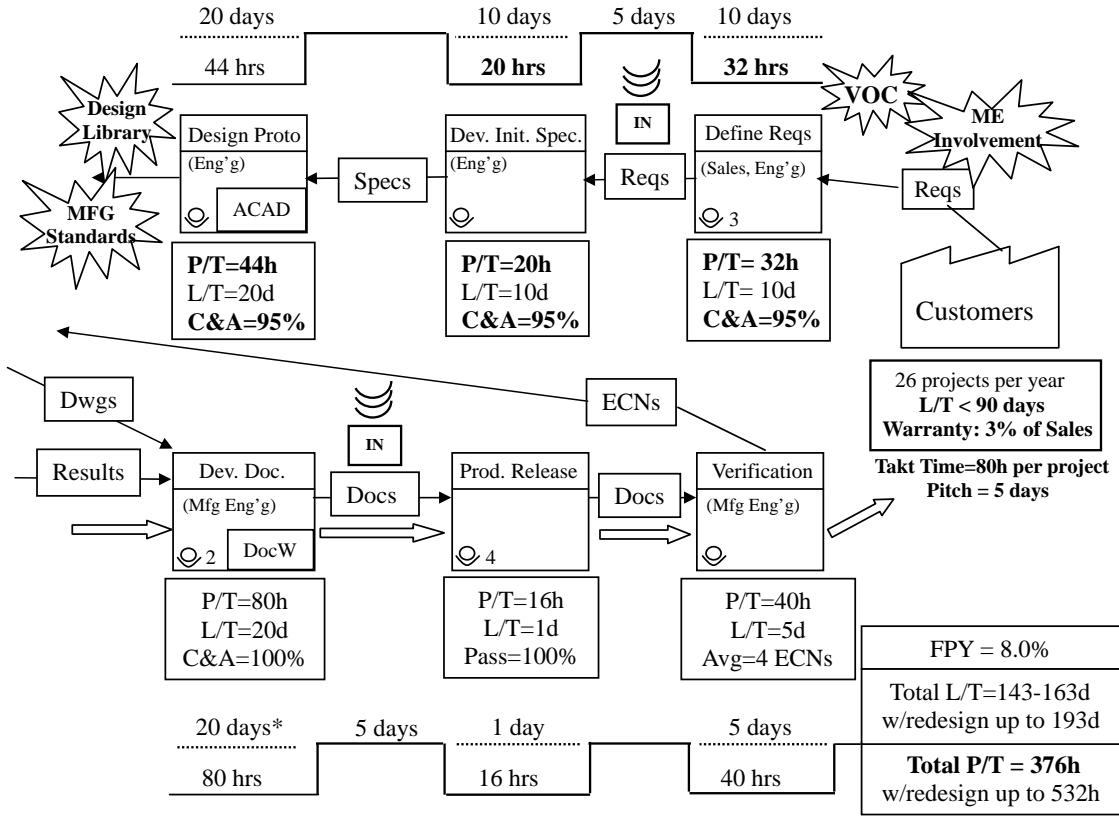 20 days
10 days
5 days
10 days
44 hrs
20 hrs
32 hrs
Design
Library
MFG
Standards
VOC
ME
Involvement
IN
Design Proto
(Eng’g)
ACAD
Specs
Dev. Init. Spec.
(Eng’g)
Reqs
Define Reqs
(Sales, Eng’g)
3
Reqs
P/T=44h
L/T=20d
C&A=95%
P/T=20h
L/T=10d
C&A=95%
P/T= 32h
L/T= 10d
C&A=95%
Customers
26 projects per year
L/T < 90 days
Warranty: 3% of Sales
Takt Time=80h per project
Pitch = 5 days
Dwgs
Results
IN
ECNs
Dev. Doc.
(Mfg Eng’g)
2
DocW
Docs
Prod. Release
4
Docs
Verification
(Mfg Eng’g)
P/T=80h
L/T=20d
C&A=100%
P/T=16h
L/T=1d
Pass=100%
P/T=40h
L/T=5d
Avg=4 ECNs
FPY = 8.0%
Total L/T=143-163d
w/redesign up to 193d
Total P/T = 376h
w/redesign up to 532h
20 days*
5 days
1 day
5 days
80 hrs
16 hrs
40 hrs